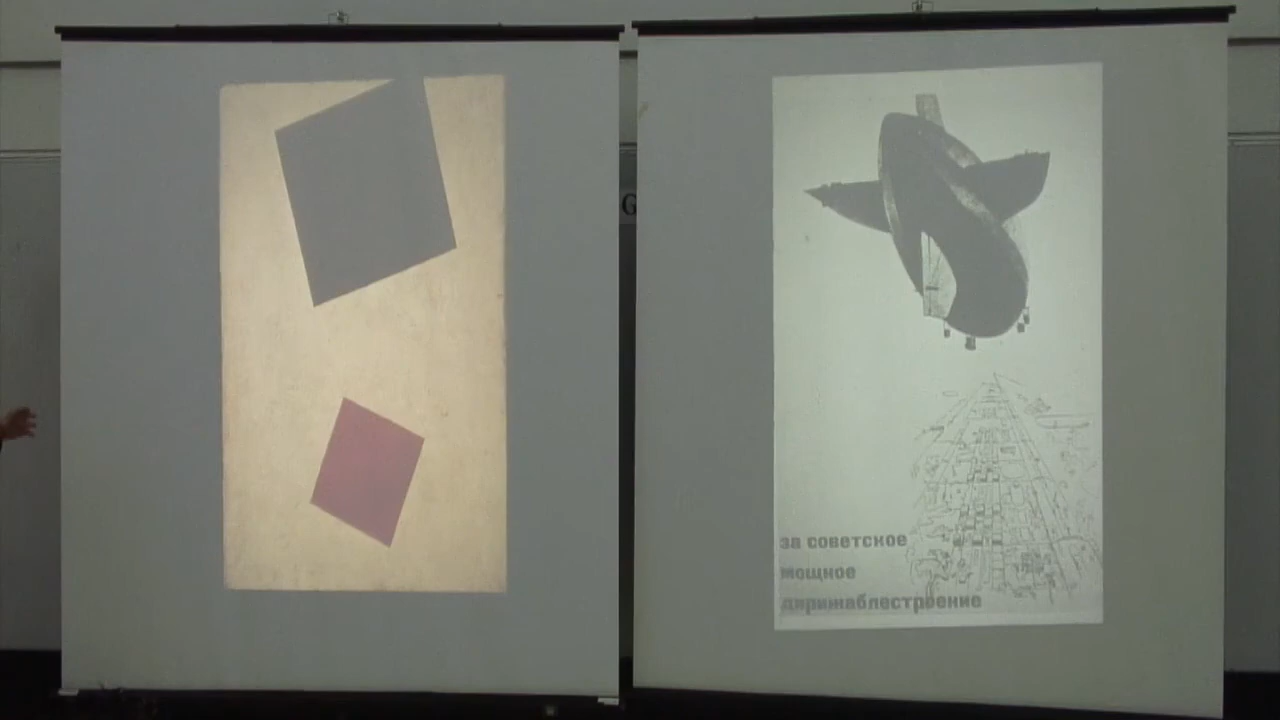 G
за советское
мощное
дирижаблестроение